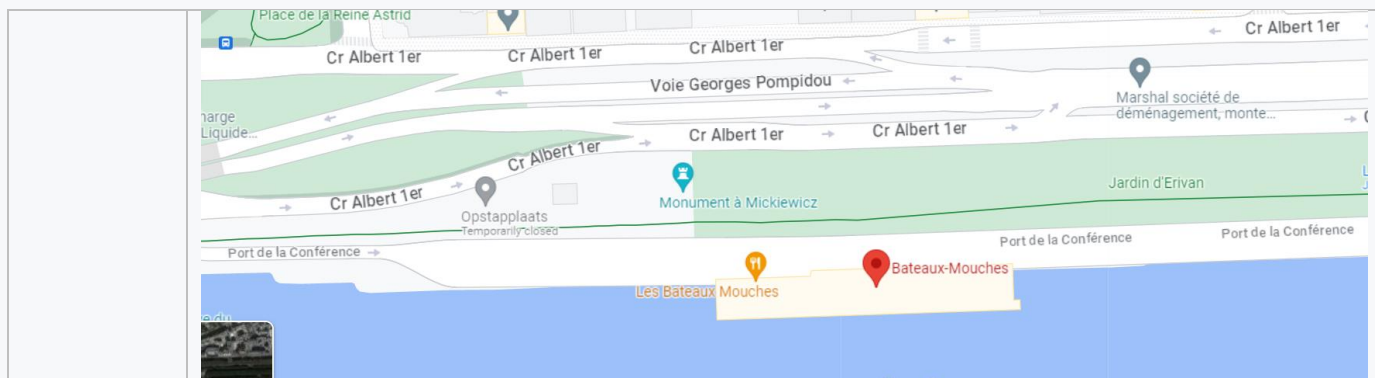 Place de la Reine Astrid
Cr Albert 1er
Cr Albert 1er
Cr Albert 1er
Cr Albert 1er
Voie Georges Pompidou
Marshal société de
déménagement, monte...
harge
Liquide...
Cr Albert 1er
Cr Albert 1er
Cr Albert 1er
Cr Albert 1er
Monument à Mickiewicz
Jardin d'Erivan
Opstapplaats
Temporarily closed
Port de la Conférence
Port de la Conférence
Port de la Conférence
Bateaux-Mouches
Les Bateaux Mouches